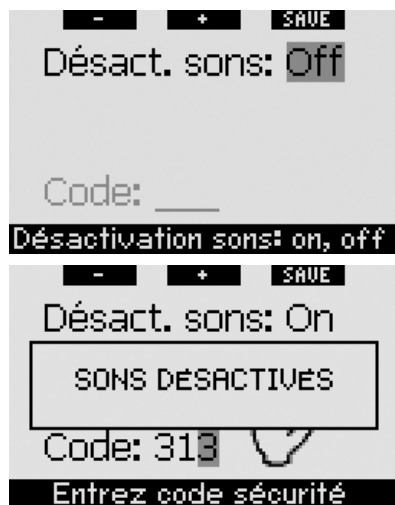 - + SAVE
Désact. sons: Off
Code: ___
Désactivation sons: on, off
- + SAVE
Désact. sons: On
SONS DÉSACTIVÉS
Code: 313
Entrez code sécurité